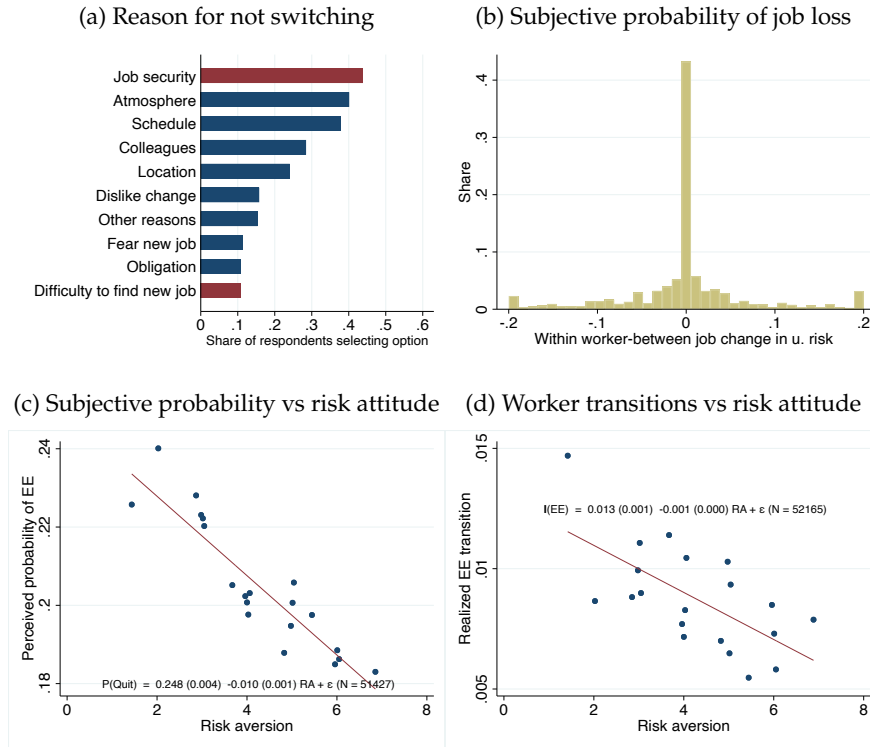 (a) Reason for not switching
Job security
Atmosphere
Schedule
Colleagues
Location
Dislike change
Other reasons
Fear new job
Obligation
Difficulty to find new job
0 .1 .2 .3 .4 .5 .6
Share of respondents selecting option
(b) Subjective probability of job loss
Share
.4
.3
.2
.1
0
-.2 -.1 0 .1 .2
Within worker-between job change in u. risk
(c) Subjective probability vs risk attitude
Perceived probability of EE
.24
.22
.2
.18
P(Quit) = 0.248 (0.004) -0.010 (0.001) RA + ε (N = 51427)
0 2 4 6 8
Risk aversion
(d) Worker transitions vs risk attitude
Realized EE transition
.015
.01
.005
I(EE) = 0.013 (0.001) -0.001 (0.000) RA + ε (N = 52165)
0 2 4 6 8
Risk aversion